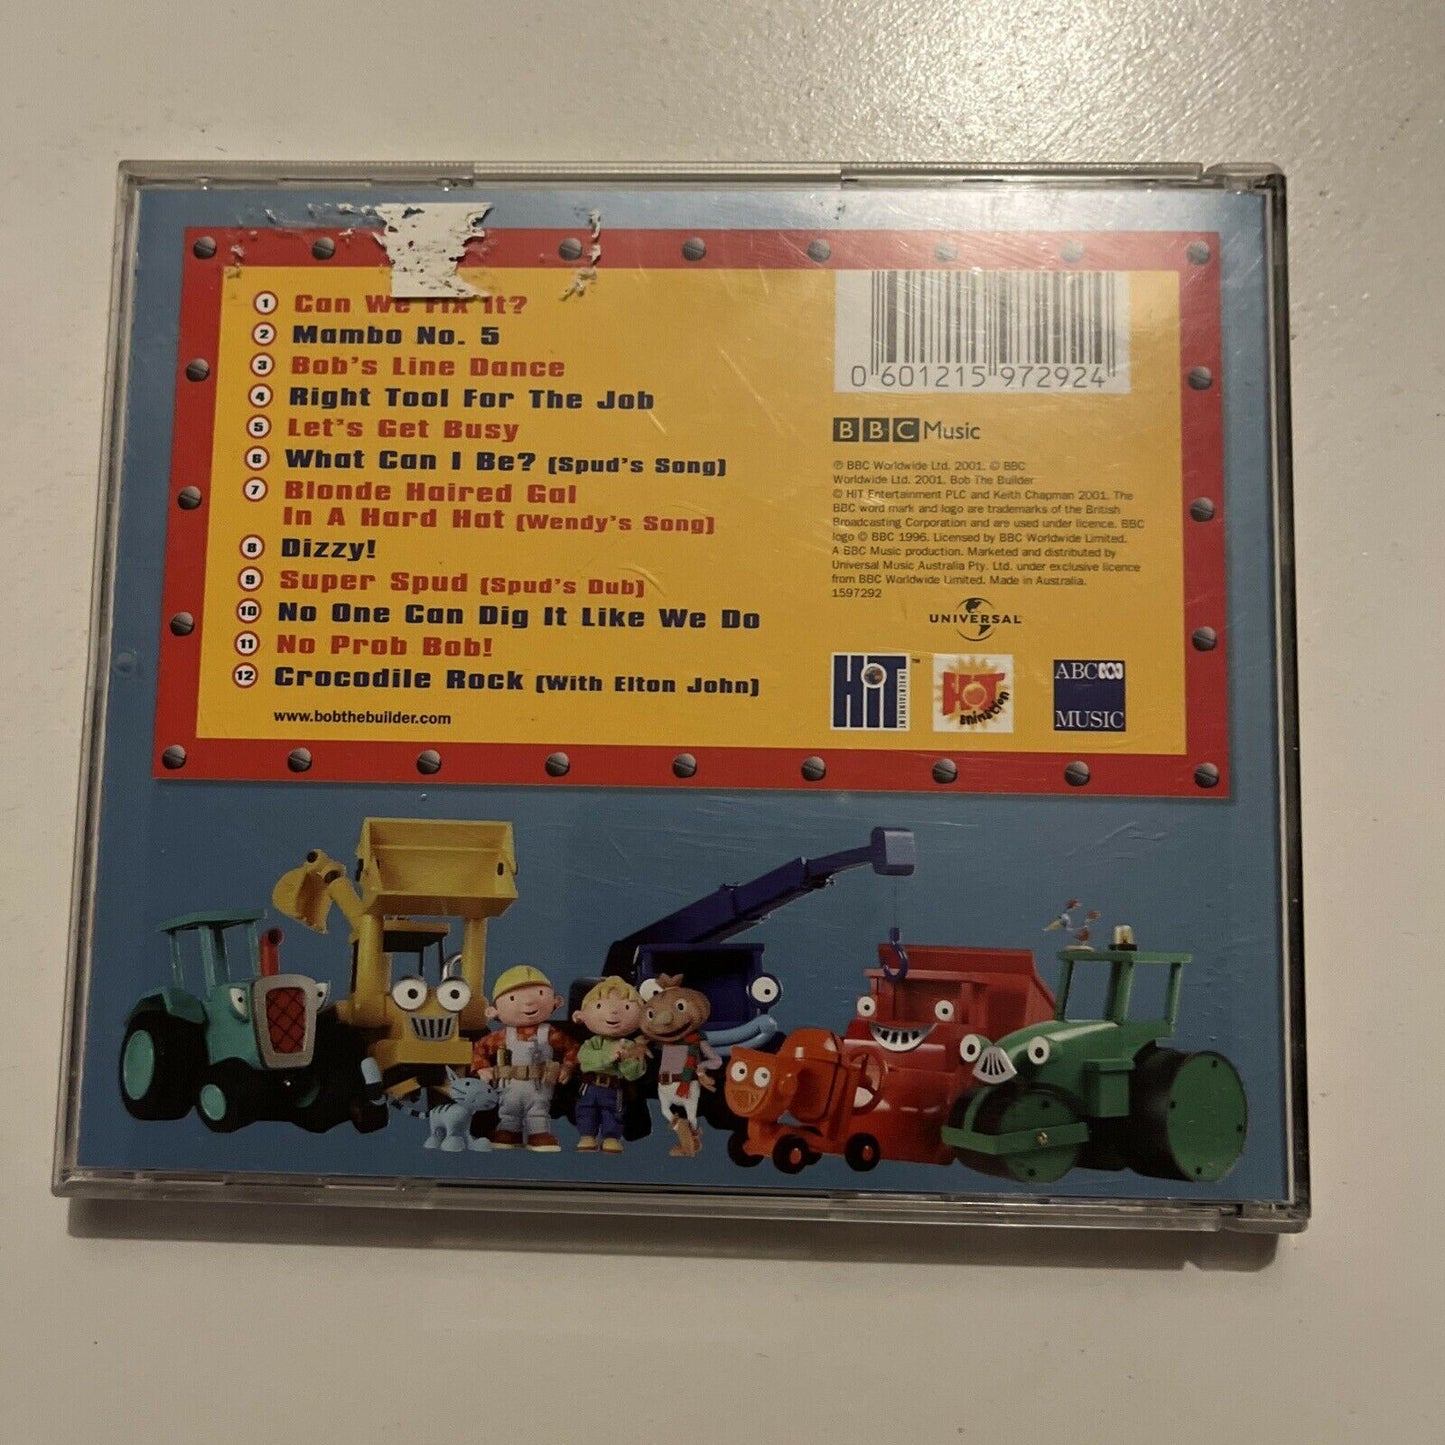 1 Can We Fix It?
2 Mambo No. 5
3 Bob's Line Dance
4 Right Tool For The Job
5 Let's Get Busy
6 What Can I Be? (Spud's Song)
7 Blonde Haired Gal
In A Hard Hat (Wendy's Song)
8 Dizzy!
9 Super Spud (Spud's Dub)
10 No One Can Dig It Like We Do
11 No Prob Bob!
12 Crocodile Rock (With Elton John)
www.bobthebuilder.com
0 601215 972924
BBC Music
℗ BBC Worldwide Ltd. 2001. © BBC
Worldwide Ltd. 2001. Bob The Builder
© HIT Entertainment PLC and Keith Chapman 2001. The
BBC word mark and logo are trademarks of the British
Broadcasting Corporation and are used under licence. BBC
logo © BBC 1996. Licensed by BBC Worldwide Limited.
A BBC Music production. Marketed and distributed by
Universal Music Australia Pty. Ltd. under exclusive licence
from BBC Worldwide Limited. Made in Australia.
1597292
UNIVERSAL
HiT ENTERTAINMENT ™
HOT animation
ABC
MUSIC